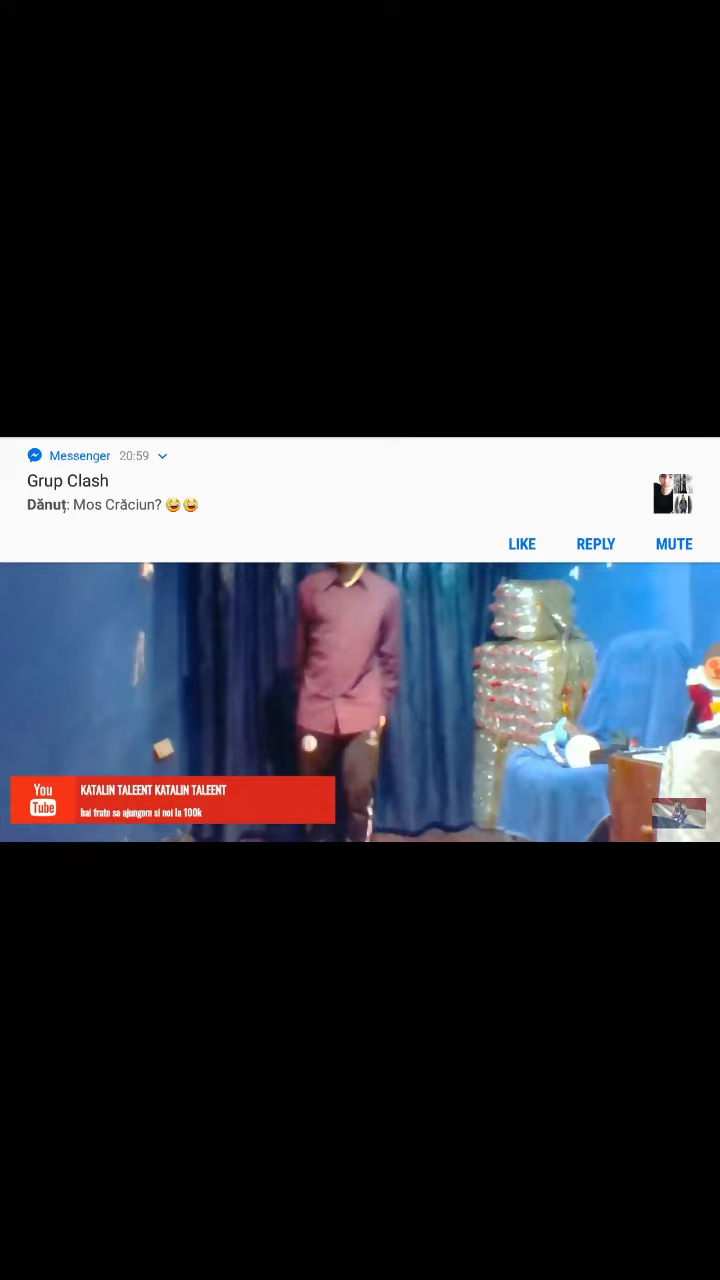 Messenger 20:59
Grup Clash
Dănuț: Mos Crăciun? 😂😂
LIKE REPLY MUTE
You
Tube
KATALIN TALEENT KATALIN TALEENT
hai frate sa ajungem si noi la 100k